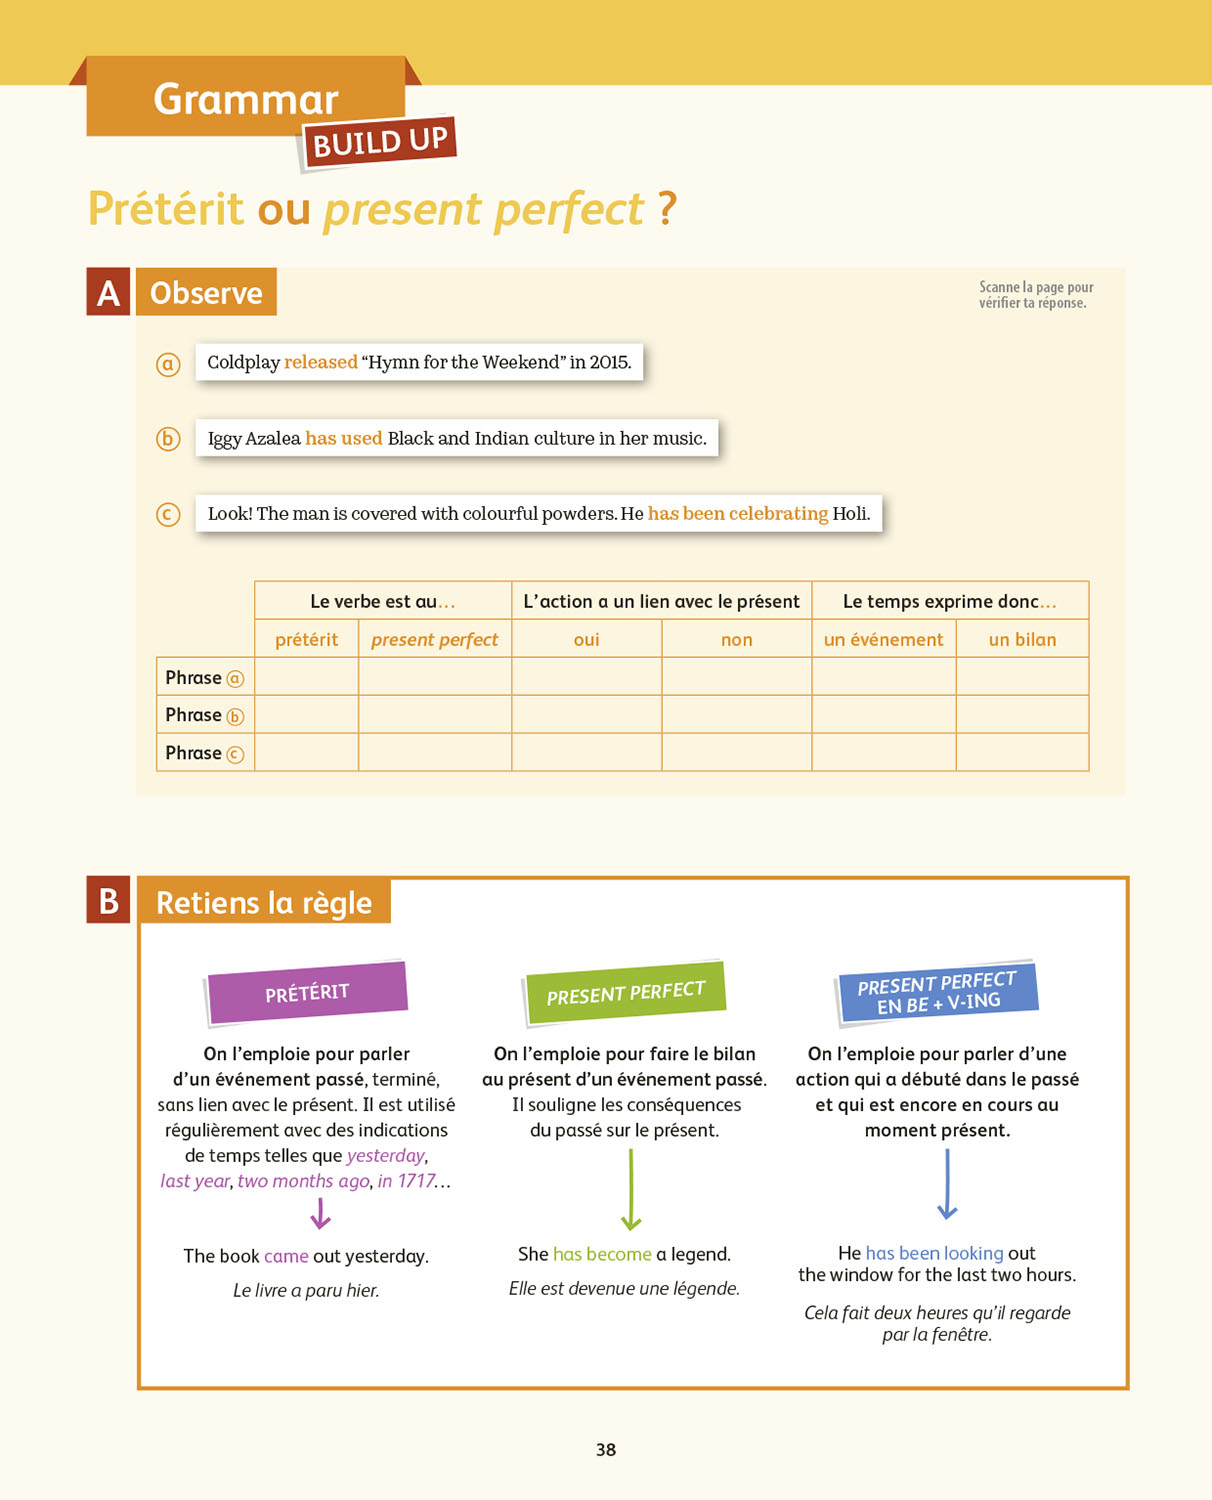 Grammar
BUILD UP
Prétérit ou present perfect ?
A Observe
Scanne la page pour
vérifier ta réponse.
a Coldplay released “Hymn for the Weekend” in 2015.
b Iggy Azalea has used Black and Indian culture in her music.
c Look! The man is covered with colourful powders. He has been celebrating Holi.
Le verbe est au… L’action a un lien avec le présent Le temps exprime donc…
prétérit present perfect oui non un événement un bilan
Phrase a
Phrase b
Phrase c
B Retiens la règle
PRÉTÉRIT
On l’emploie pour parler
d’un événement passé, terminé,
sans lien avec le présent. Il est utilisé
régulièrement avec des indications
de temps telles que yesterday,
last year, two months ago, in 1717…
The book came out yesterday.
Le livre a paru hier.
PRESENT PERFECT
On l’emploie pour faire le bilan
au présent d’un événement passé.
Il souligne les conséquences
du passé sur le présent.
She has become a legend.
Elle est devenue une légende.
PRESENT PERFECT
EN BE + V-ING
On l’emploie pour parler d’une
action qui a débuté dans le passé
et qui est encore en cours au
moment présent.
He has been looking out
the window for the last two hours.
Cela fait deux heures qu’il regarde
par la fenêtre.
38